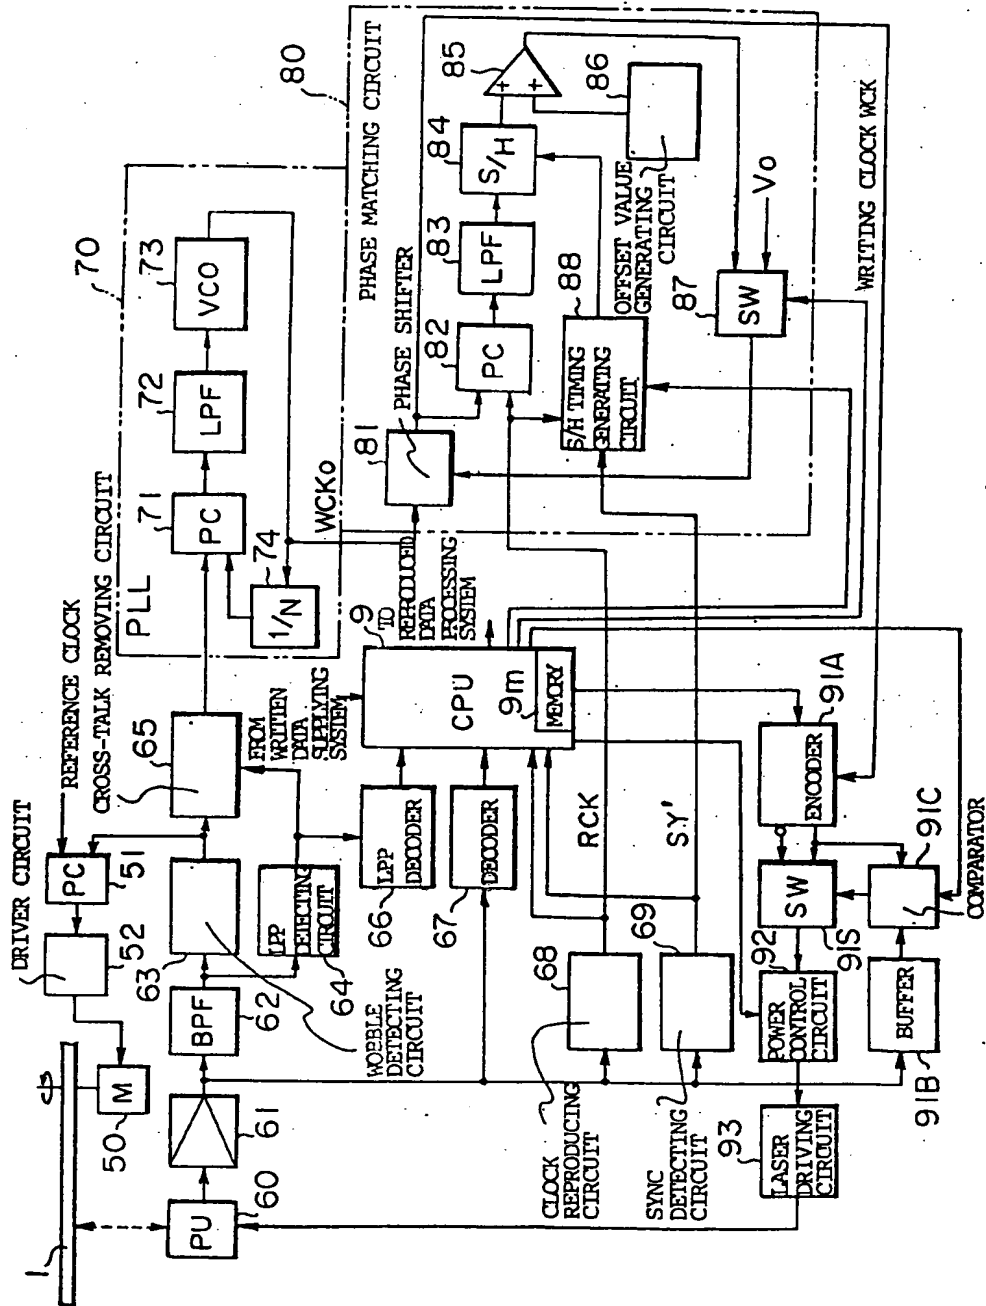 1
DRIVER CIRCUIT
REFERENCE CLOCK
CROSS-TALK REMOVING CIRCUIT
M
50
52
PC
51
PU
60
61
BPF
62
63
WOBBLE
DETECTING
CIRCUIT
LPP
DETECTING
CIRCUIT
64
65
PLL
70
PC
71
LPF
72
VCO
73
1/N
74
WCKo
80
PHASE MATCHING CIRCUIT
PHASE SHIFTER
81
PC
82
LPF
83
S/H
84
85
+
+
86
OFFSET VALUE
GENERATING
CIRCUIT
S/H TIMING
GENERATING
CIRCUIT
88
SW
87
Vo
WRITING CLOCK WCK
FROM WRITTEN
DATA
SUPPLYING
SYSTEM
TO
REPRODUCED
DATA
PROCESSING
SYSTEM
9
CPU
9m
MEMORY
LPP
DECODER
66
DECODER
67
RCK
SY'
68
CLOCK
REPRODUCING
CIRCUIT
69
SYNC
DETECTING
CIRCUIT
ENCODER
91A
SW
91S
91C
COMPARATOR
BUFFER
91B
POWER
CONTROL
CIRCUIT
92
LASER
DRIVING
CIRCUIT
93